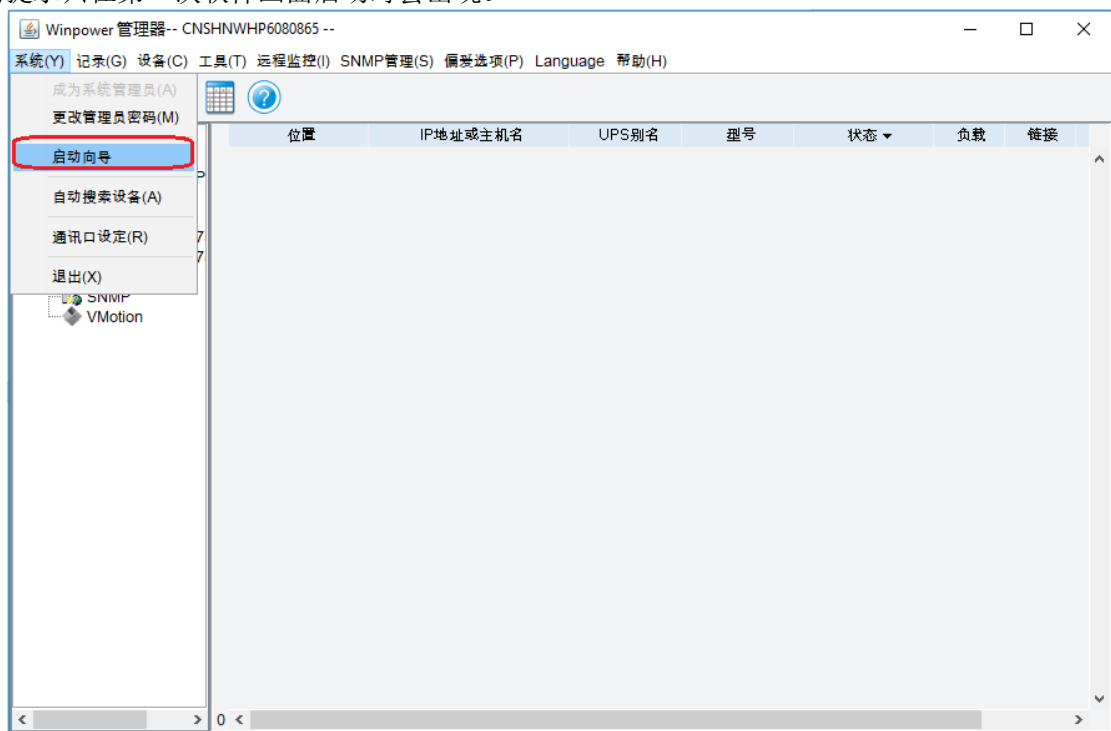 Winpower 管理器-- CNSHNWHP6080865 --
系统(Y) 记录(G) 设备(C) 工具(T) 远程监控(I) SNMP管理(S) 偏爱选项(P) Language 帮助(H)
成为系统管理员(A)
更改管理员密码(M)
启动向导
自动搜索设备(A)
通讯口设定(R)
退出(X)
位置 IP地址或主机名 UPS别名 型号 状态 负载 链接
SNMP
VMotion
0